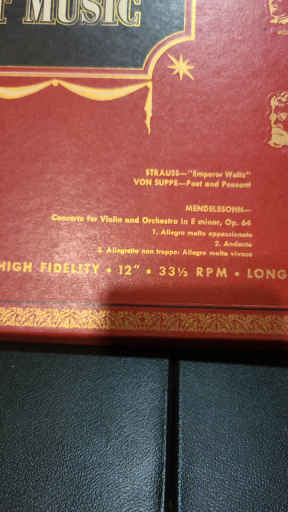 F MUSIC
STRAUSS—"Emperor Waltz"
VON SUPPE—Poet and Peasant
MENDELSSOHN—
Concerto for Violin and Orchestra in E minor, Op. 64
1. Allegro molto appassionato
2. Andante
3. Allegretto non troppo: Allegro molto vivace
HIGH FIDELITY • 12" • 33⅓ RPM • LONG